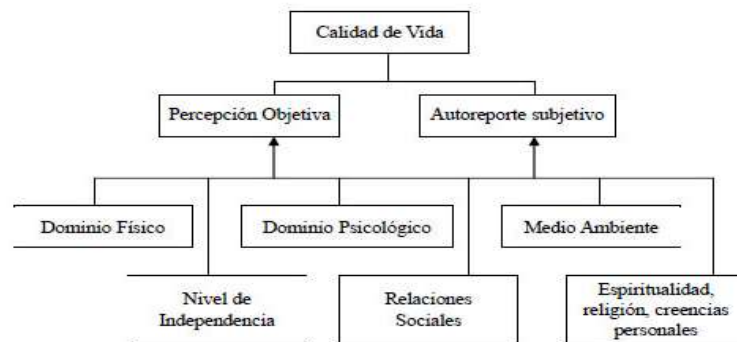 Calidad de Vida
Percepción Objetiva
Autoreporte subjetivo
Dominio Físico
Dominio Psicológico
Medio Ambiente
Nivel de
Independencia
Relaciones
Sociales
Espiritualidad,
religión, creencias
personales